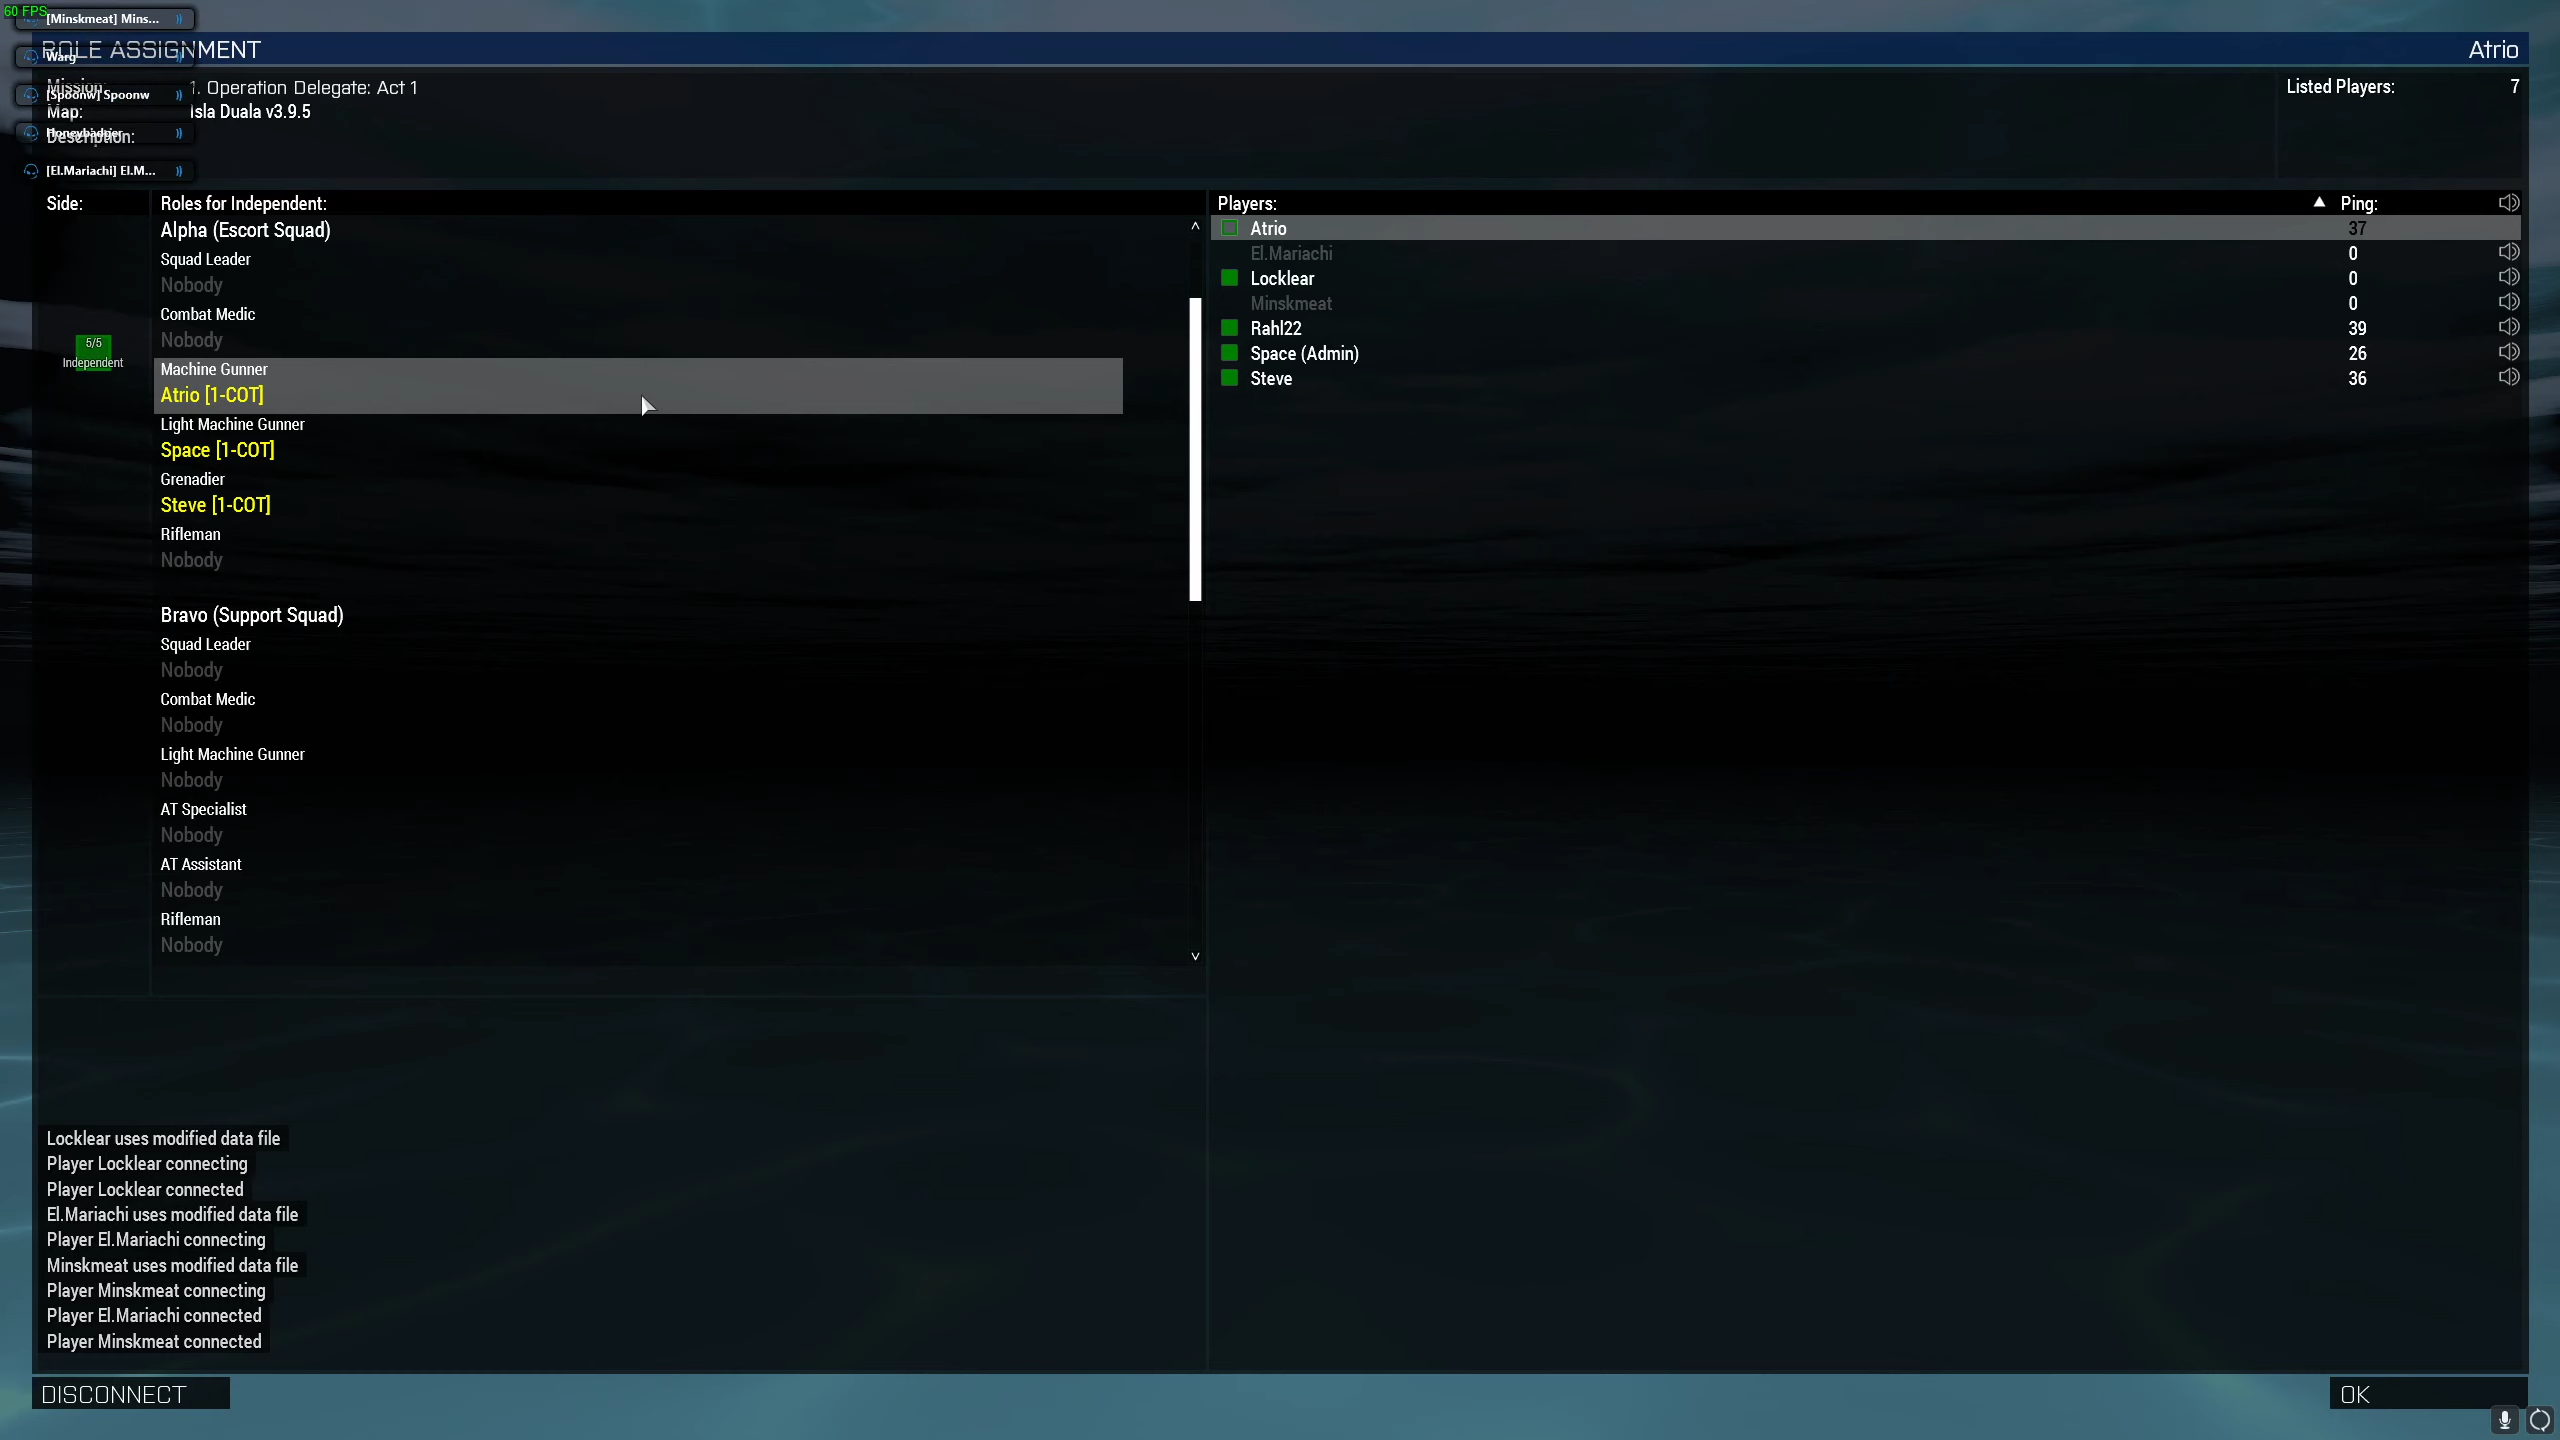 60 FPS
[Minskmeat] Mins...
ROLE ASSIGNMENT
Atrio
Warg
Mission:
1. Operation Delegate: Act 1
Listed Players:
7
[Spoonw] Spoonw
Map:
Isla Duala v3.9.5
Honeybadger
Description:
[El.Mariachi] El.M...
Side:
Roles for Independent:
Players:
Ping:
Alpha (Escort Squad)
Squad Leader
Nobody
Combat Medic
Nobody
5/5
Independent
Machine Gunner
Atrio [1-COT]
Light Machine Gunner
Space [1-COT]
Grenadier
Steve [1-COT]
Rifleman
Nobody
Bravo (Support Squad)
Squad Leader
Nobody
Combat Medic
Nobody
Light Machine Gunner
Nobody
AT Specialist
Nobody
AT Assistant
Nobody
Rifleman
Nobody
Atrio 37
El.Mariachi 0
Locklear 0
Minskmeat 0
Rahl22 39
Space (Admin) 26
Steve 36
Locklear uses modified data file
Player Locklear connecting
Player Locklear connected
El.Mariachi uses modified data file
Player El.Mariachi connecting
Minskmeat uses modified data file
Player Minskmeat connecting
Player El.Mariachi connected
Player Minskmeat connected
DISCONNECT
OK